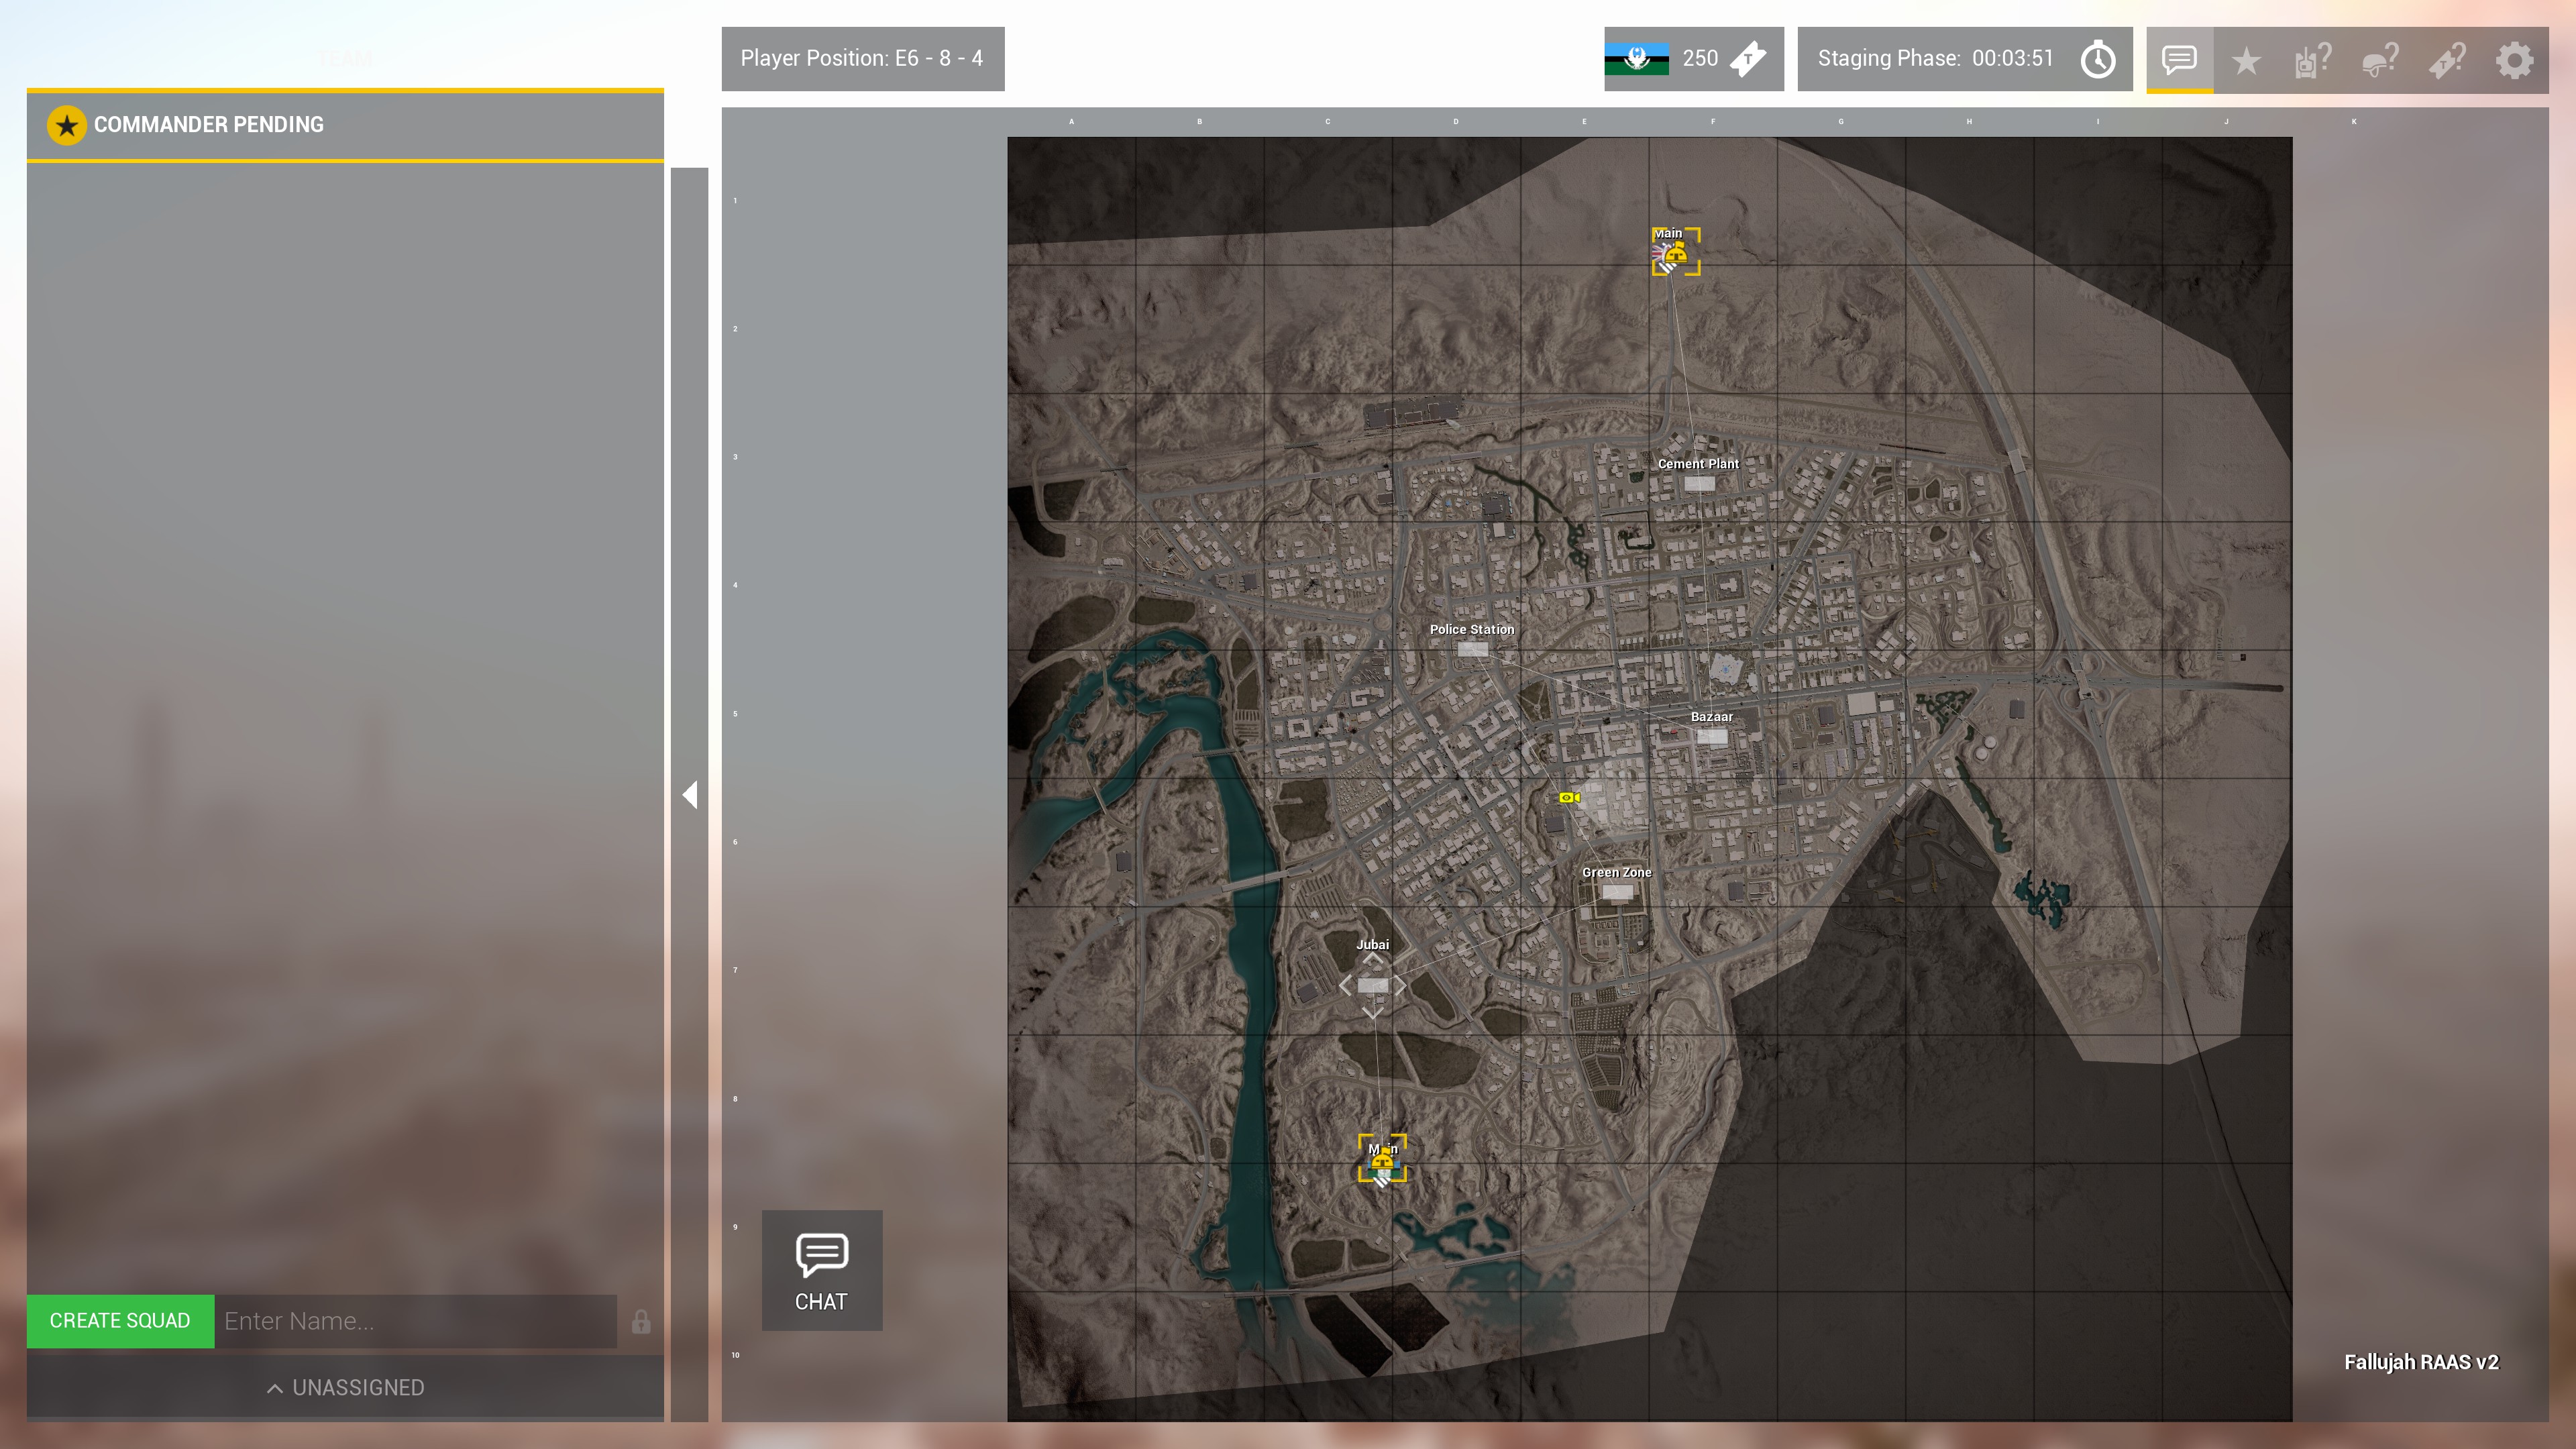 TEAM
COMMANDER PENDING
Player Position: E6 - 8 - 4
250
T
Staging Phase: 00:03:51
A B C D E F G H I J K
1
2
3
4
5
6
7
8
9
10
Main
Cement Plant
Police Station
Bazaar
Green Zone
Jubai
CHAT
CREATE SQUAD
Enter Name...
UNASSIGNED
Fallujah RAAS v2